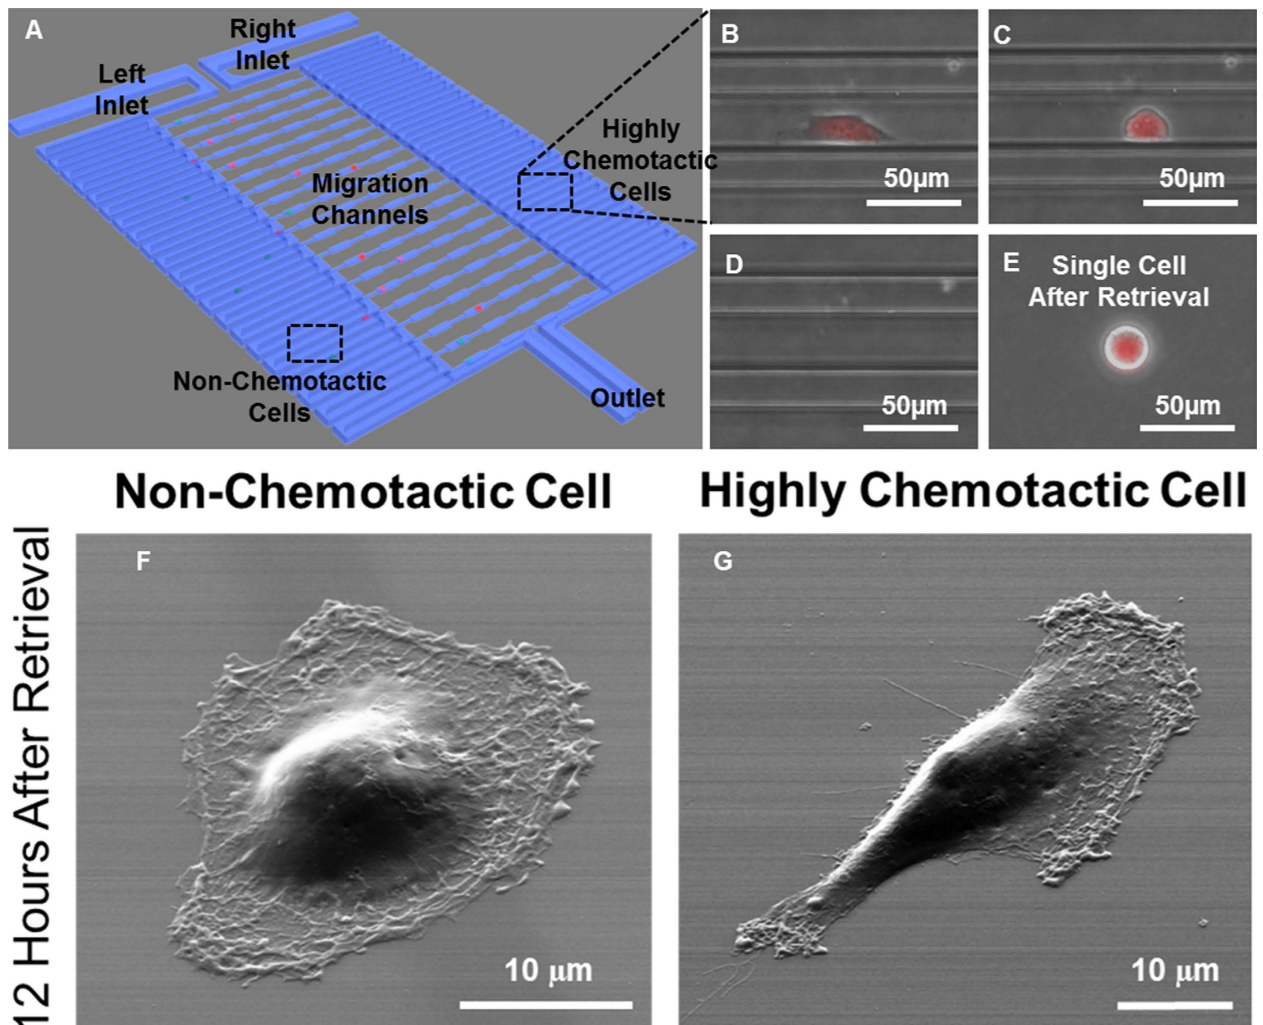 A
Right
Inlet
Left
Inlet
Highly
Chemotactic
Cells
Migration
Channels
Non-Chemotactic
Cells
Outlet
B
50μm
C
50μm
D
50μm
E
Single Cell
After Retrieval
50μm
Non-Chemotactic Cell
Highly Chemotactic Cell
12 Hours After Retrieval
F
10 μm
G
10 μm